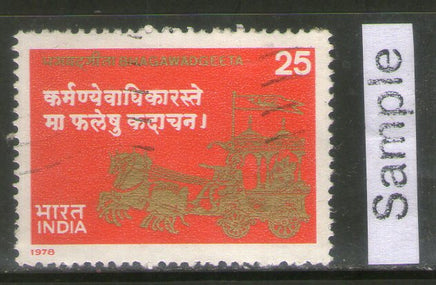 भगवद्गीता BHAGAWADGEETA
25
कर्मण्येवाधिकारस्ते
मा फलेषु कदाचन।
भारत
INDIA
1978
Sample